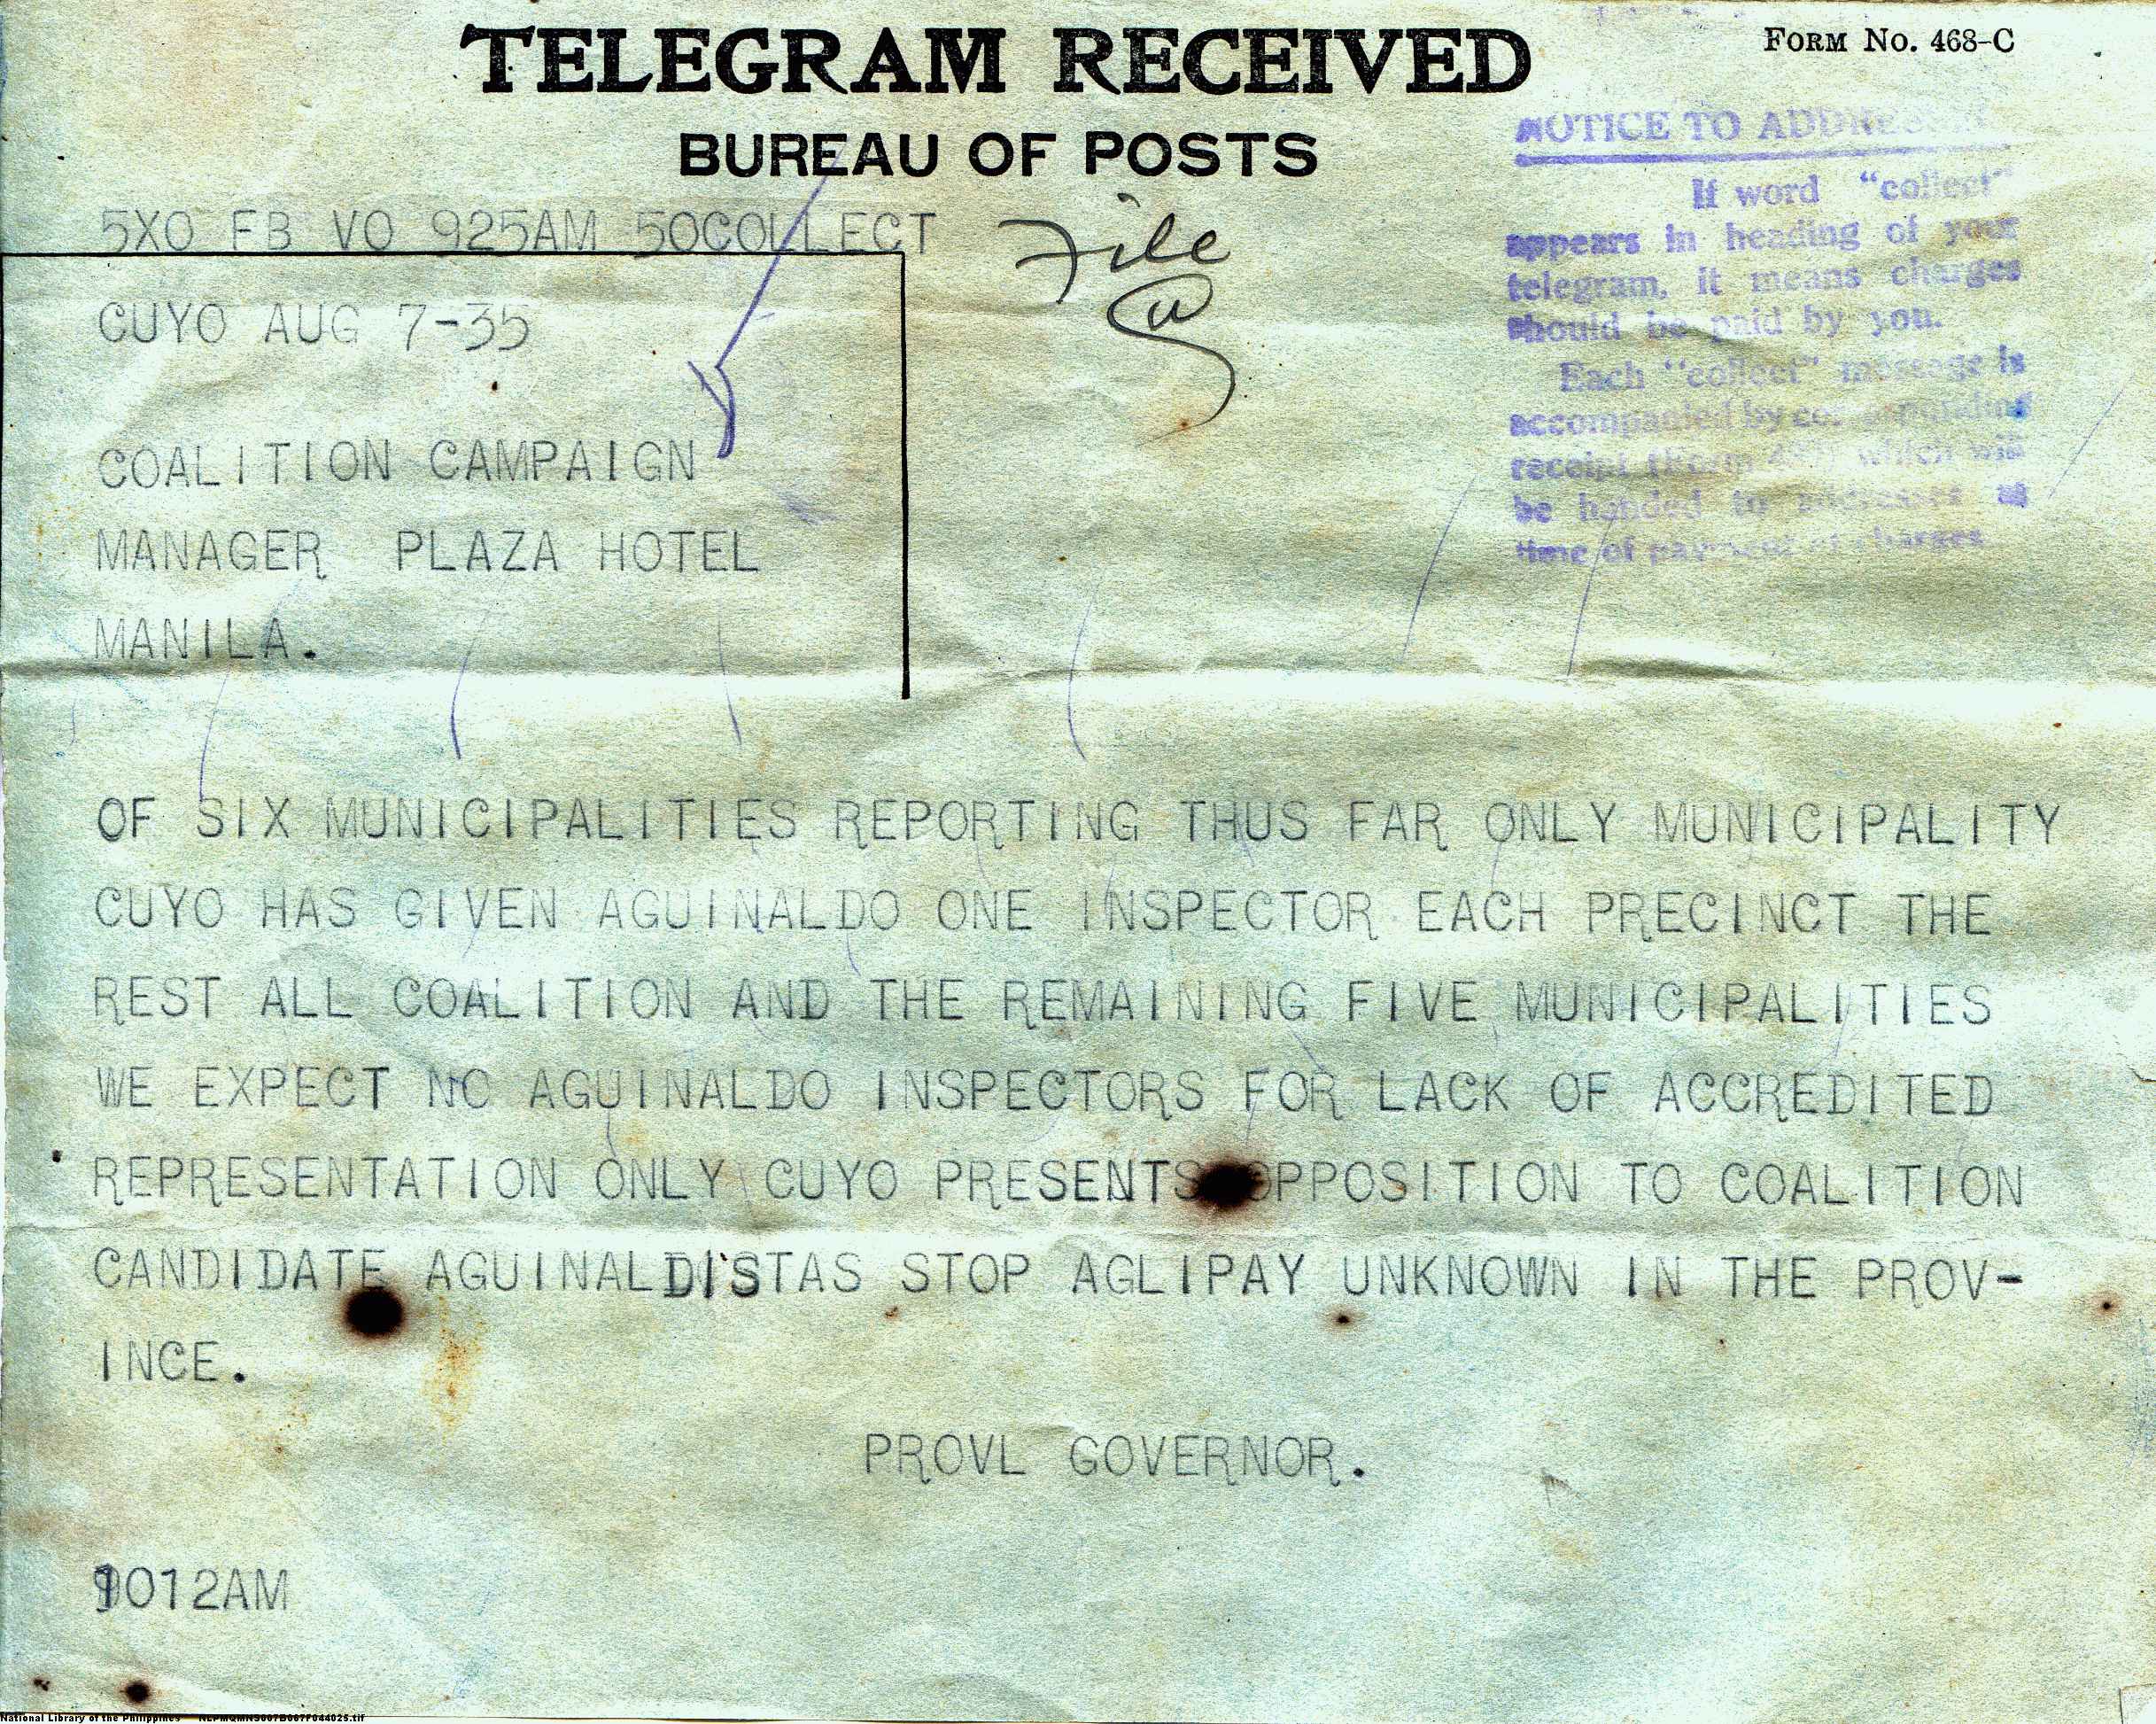 TELEGRAM RECEIVED
FORM NO. 468-C
BUREAU OF POSTS
NOTICE TO
If word "collect"
appears in heading of your
telegram, it means charges
should be paid by you.
Each "collect" message is
accompanied by
receipt which will
be handed to addressee at
time of payment of charges
5XO FB VO 925AM 50COLLECT
File
CUYO AUG 7-35
COALITION CAMPAIGN
MANAGER PLAZA HOTEL
MANILA.
OF SIX MUNICIPALITIES REPORTING THUS FAR ONLY MUNICIPALITY
CUYO HAS GIVEN AGUINALDO ONE INSPECTOR EACH PRECINCT THE
REST ALL COALITION AND THE REMAINING FIVE MUNICIPALITIES
WE EXPECT NO AGUINALDO INSPECTORS FOR LACK OF ACCREDITED
REPRESENTATION ONLY CUYO PRESENTS OPPOSITION TO COALITION
CANDIDATE AGUINALDISTAS STOP AGLIPAY UNKNOWN IN THE PROV-
INCE.
PROVL GOVERNOR.
1012AM
National Library of the Philippines